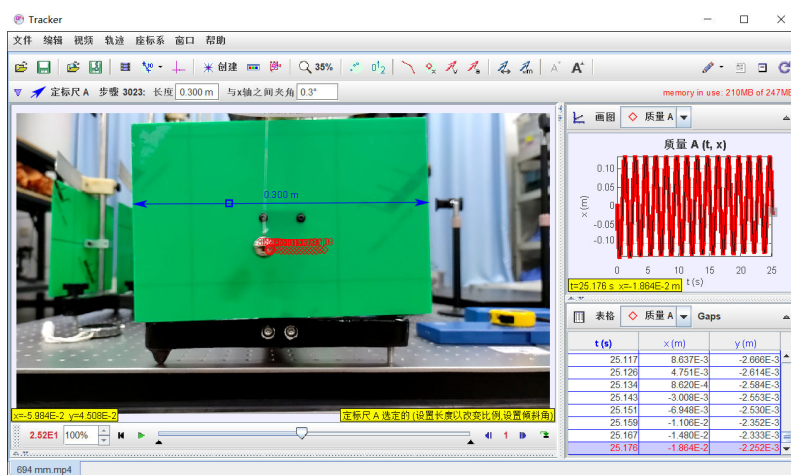 Tracker
文件 编辑 视频 轨迹 座标系 窗口 帮助
创建 35%
定标尺 A 步骤 3023: 长度 0.300 m 与x轴之间夹角 0.3°
memory in use: 210MB of 247MB
0.300 m
x=-5.984E-2 y=4.508E-2
定标尺 A 选定的 (设置长度以改变比例,设置倾斜角)
2.52E1 100% 1
694 mm.mp4
画图 质量 A
质量 A (t, x)
x (m)
0.10
0.05
0
-0.05
-0.10
0 5 10 15 20 25
t (s)
t=25.176 s x=-1.864E-2 m
表格 质量 A Gaps
t (s) x (m) y (m)
25.117 8.637E-3 -2.666E-3
25.126 4.751E-3 -2.614E-3
25.134 8.620E-4 -2.584E-3
25.143 -3.008E-3 -2.553E-3
25.151 -6.948E-3 -2.530E-3
25.159 -1.106E-2 -2.352E-3
25.167 -1.480E-2 -2.333E-3
25.176 -1.864E-2 -2.252E-3